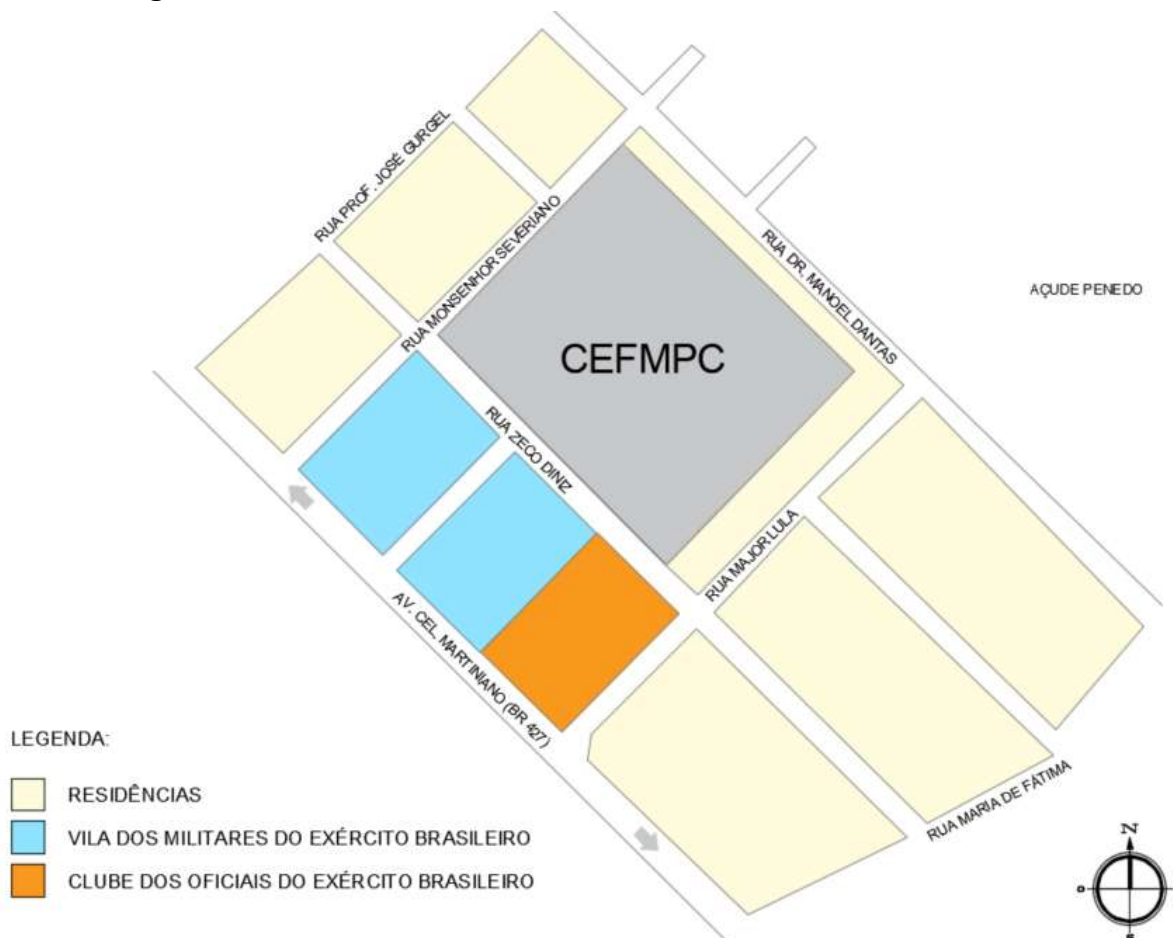 RUA PROF. JOSÉ GURGEL
RUA MONSENHOR SEVERIANO
RUA DR. MANOEL DANTAS
AÇUDE PENEDO
CEFMPC
RUA ZECO DINIZ
RUA MAJOR LULA
AV. CEL. MARTINIANO (BR 427)
RUA MARIA DE FÁTIMA
LEGENDA:
RESIDÊNCIAS
VILA DOS MILITARES DO EXÉRCITO BRASILEIRO
CLUBE DOS OFICIAIS DO EXÉRCITO BRASILEIRO
N
O
S